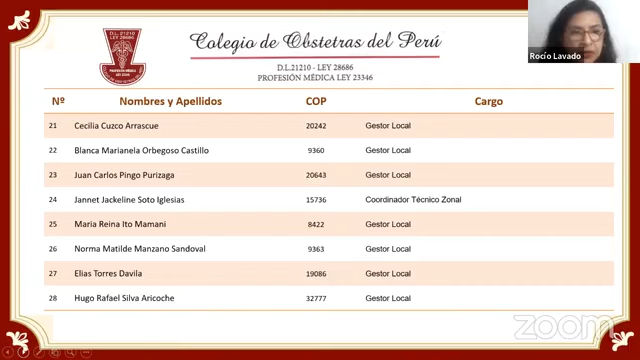 D.L. 21210
LEY 28686
Colegio de Obstetras del Perú
D.L.21210 - LEY 28686
PROFESIÓN MÉDICA LEY 23346
Rocío Lavado
Nº Nombres y Apellidos COP Cargo
21 Cecilia Cuzco Arrascue 20242 Gestor Local
22 Blanca Marianela Orbegoso Castillo 9360 Gestor Local
23 Juan Carlos Pingo Purizaga 20643 Gestor Local
24 Jannet Jackeline Soto Iglesias 15736 Coordinador Técnico Zonal
25 Maria Reina Ito Mamani 8422 Gestor Local
26 Norma Matilde Manzano Sandoval 9363 Gestor Local
27 Elias Torres Davila 19086 Gestor Local
28 Hugo Rafael Silva Aricoche 32777 Gestor Local
zoom